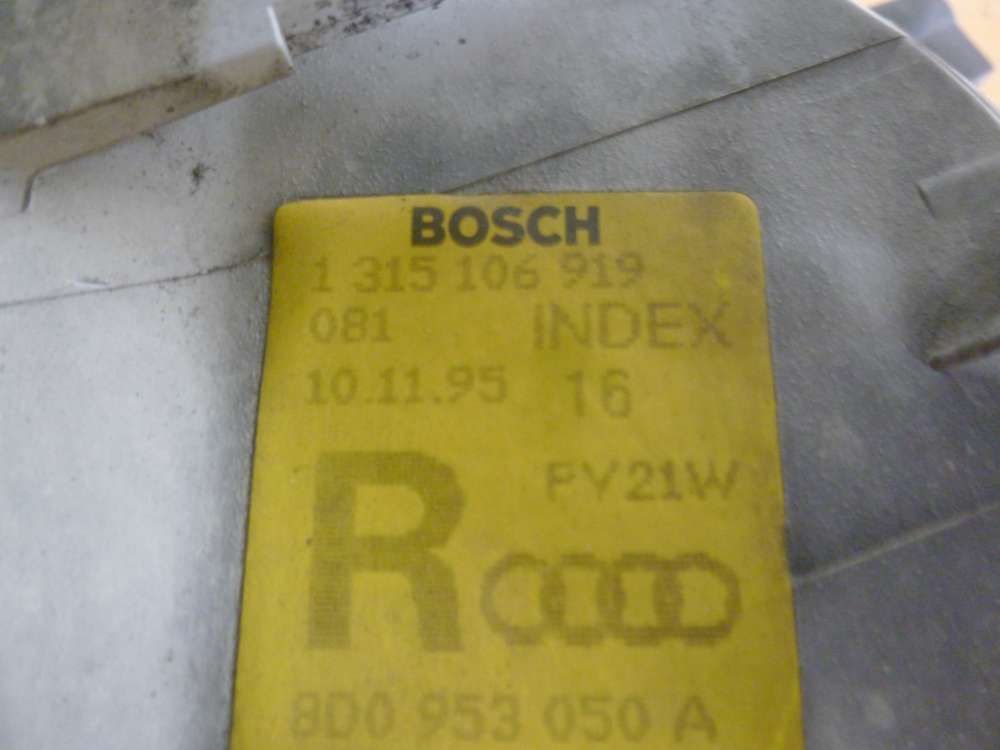 BOSCH
1 315 106 919
081 INDEX
10.11.95 16
PY21W
R
8D0 953 050 A